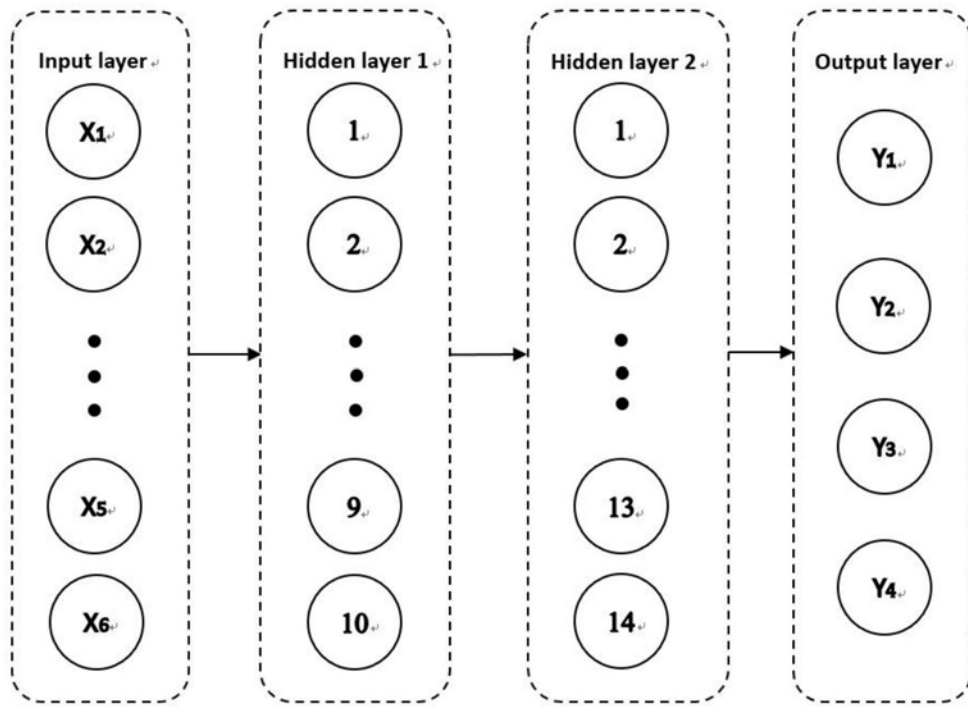 Input layer
X1
X2
X5
X6
Hidden layer 1
1
2
9
10
Hidden layer 2
1
2
13
14
Output layer
Y1
Y2
Y3
Y4